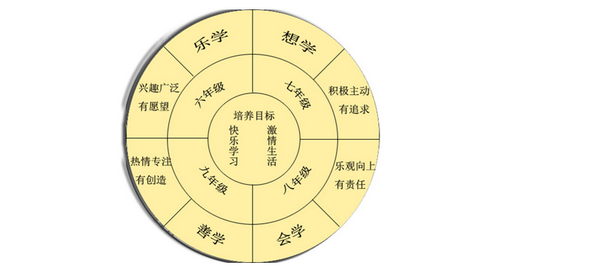 乐学
想学
兴趣广泛
有愿望
六年级
七年级
积极主动
有追求
培养目标
快乐学习
激情生活
热情专注
有创造
九年级
八年级
乐观向上
有责任
善学
会学